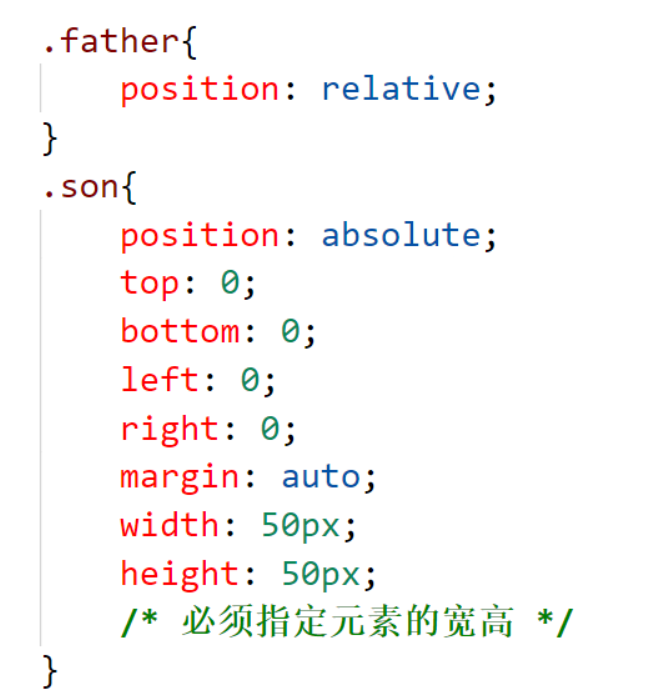 .father{
    position: relative;
}
.son{
    position: absolute;
    top: 0;
    bottom: 0;
    left: 0;
    right: 0;
    margin: auto;
    width: 50px;
    height: 50px;
    /* 必须指定元素的宽高 */
}